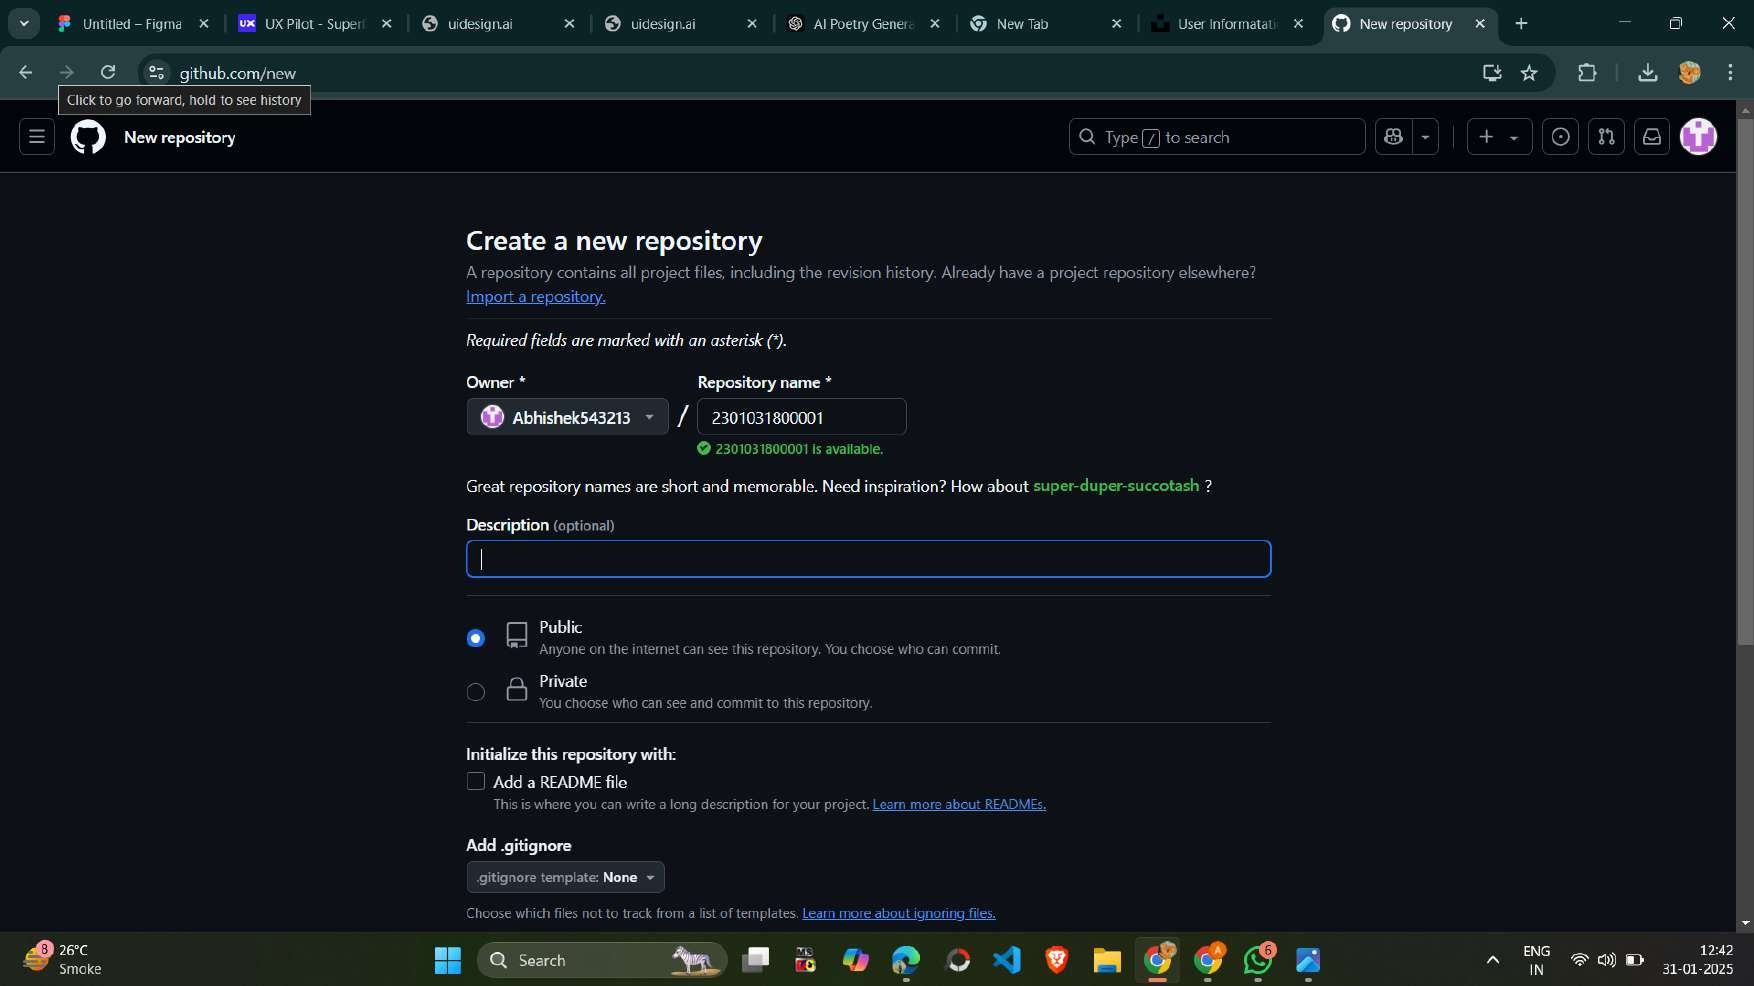 Untitled – Figma
UX Pilot - Superf
uidesign.ai
uidesign.ai
AI Poetry Genera
New Tab
User Informatati
New repository
github.com/new
Click to go forward, hold to see history
New repository
Type / to search
Create a new repository
A repository contains all project files, including the revision history. Already have a project repository elsewhere?
Import a repository.
Required fields are marked with an asterisk (*).
Owner *
Repository name *
Abhishek543213
/
2301031800001
2301031800001 is available.
Great repository names are short and memorable. Need inspiration? How about super-duper-succotash ?
Description (optional)
Public
Anyone on the internet can see this repository. You choose who can commit.
Private
You choose who can see and commit to this repository.
Initialize this repository with:
Add a README file
This is where you can write a long description for your project. Learn more about READMEs.
Add .gitignore
.gitignore template: None
Choose which files not to track from a list of templates. Learn more about ignoring files.
8
26°C
Smoke
Search
A
6
ENG
IN
12:42
31-01-2025